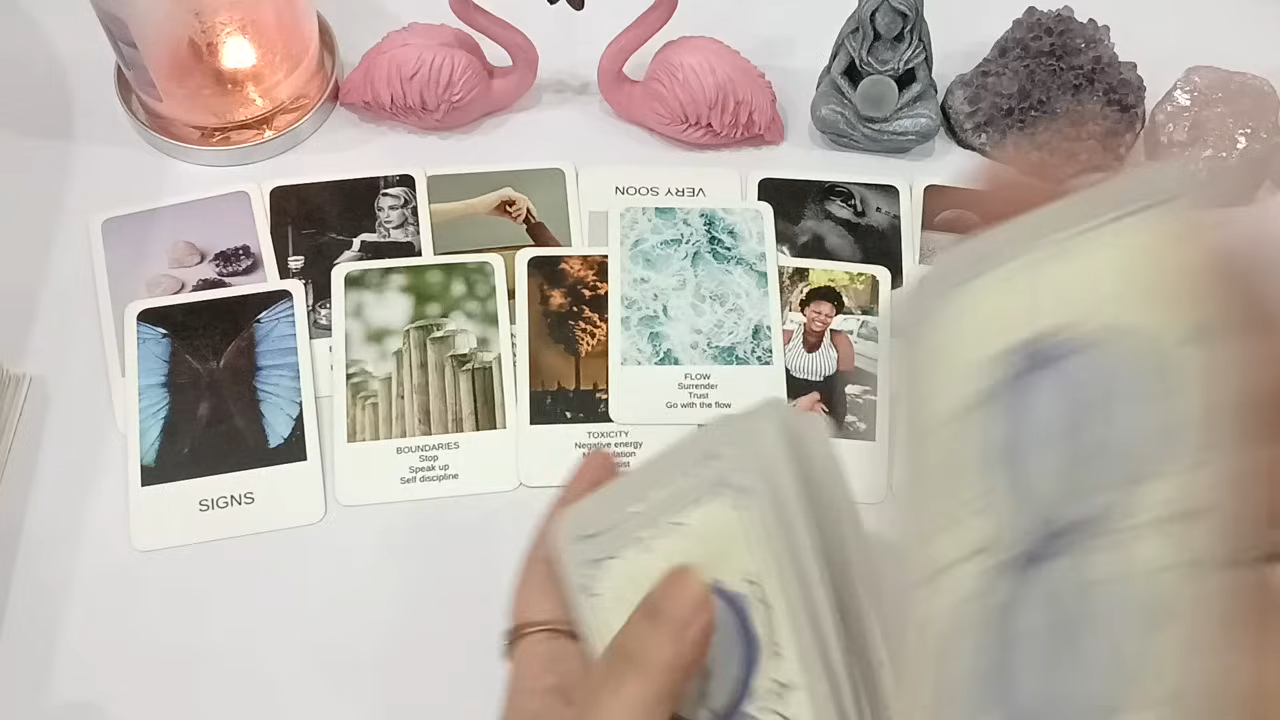 VERY SOON
FLOW
Surrender
Trust
Go with the flow
TOXICITY
Negative energy
BOUNDARIES
Stop
Speak up
Self discipline
SIGNS